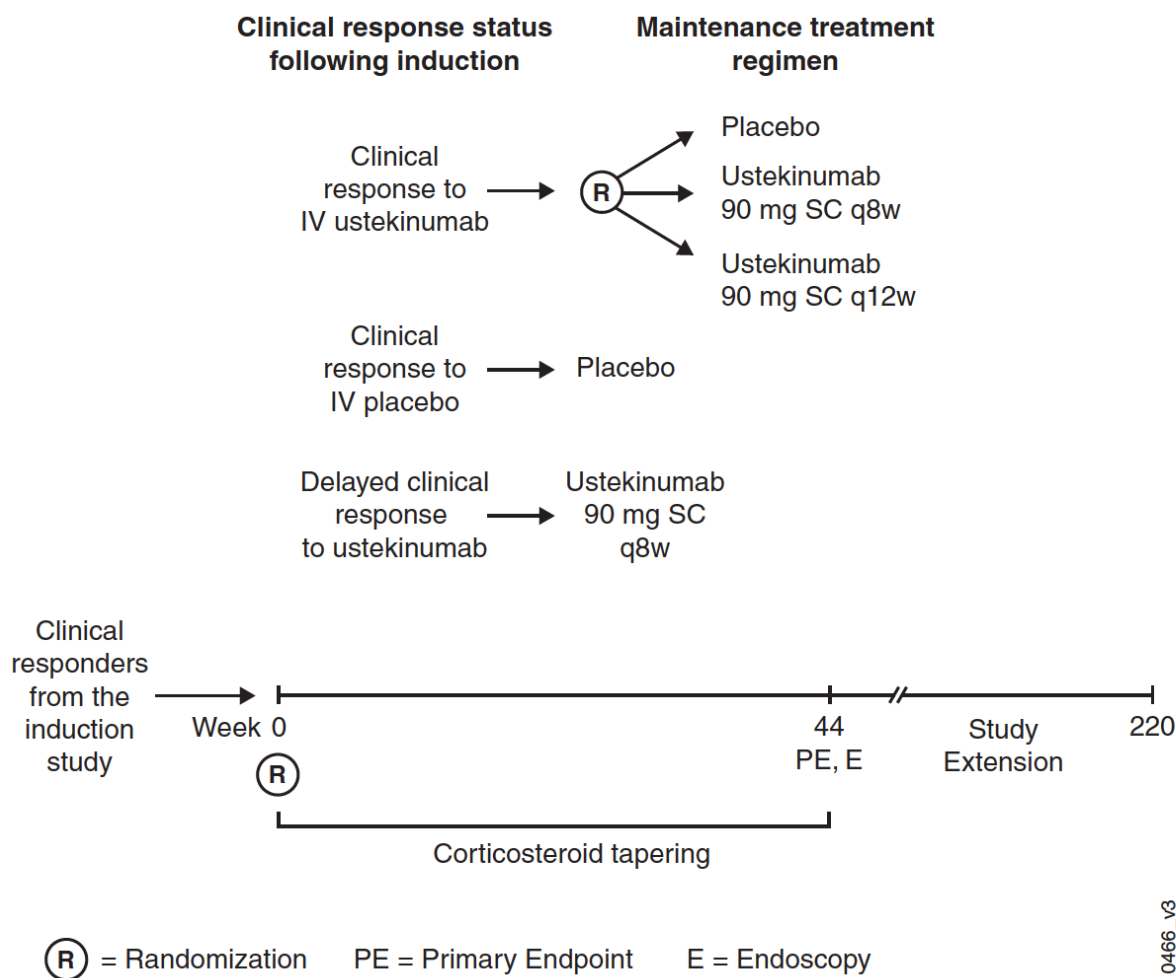 Clinical response status
following induction
Maintenance treatment
regimen
Clinical
response to
IV ustekinumab
R
Placebo
Ustekinumab
90 mg SC q8w
Ustekinumab
90 mg SC q12w
Clinical
response to
IV placebo
Placebo
Delayed clinical
response
to ustekinumab
Ustekinumab
90 mg SC
q8w
Clinical
responders
from the
induction
study
Week 0
44
PE, E
Study
Extension
220
R
Corticosteroid tapering
R = Randomization PE = Primary Endpoint E = Endoscopy
0466_v3